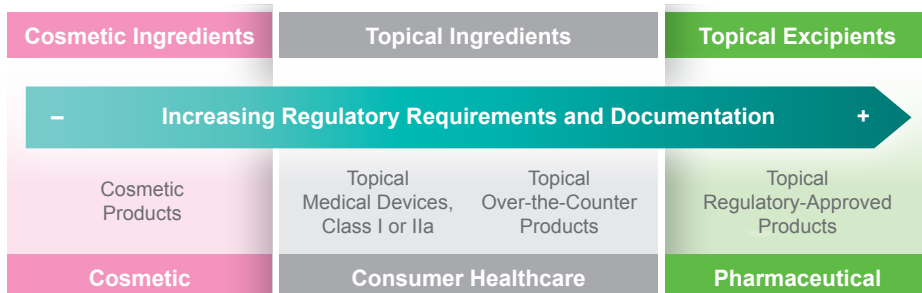 Cosmetic Ingredients
Topical Ingredients
Topical Excipients
– Increasing Regulatory Requirements and Documentation +
Cosmetic
Products
Topical
Medical Devices,
Class I or IIa
Topical
Over-the-Counter
Products
Topical
Regulatory-Approved
Products
Cosmetic
Consumer Healthcare
Pharmaceutical